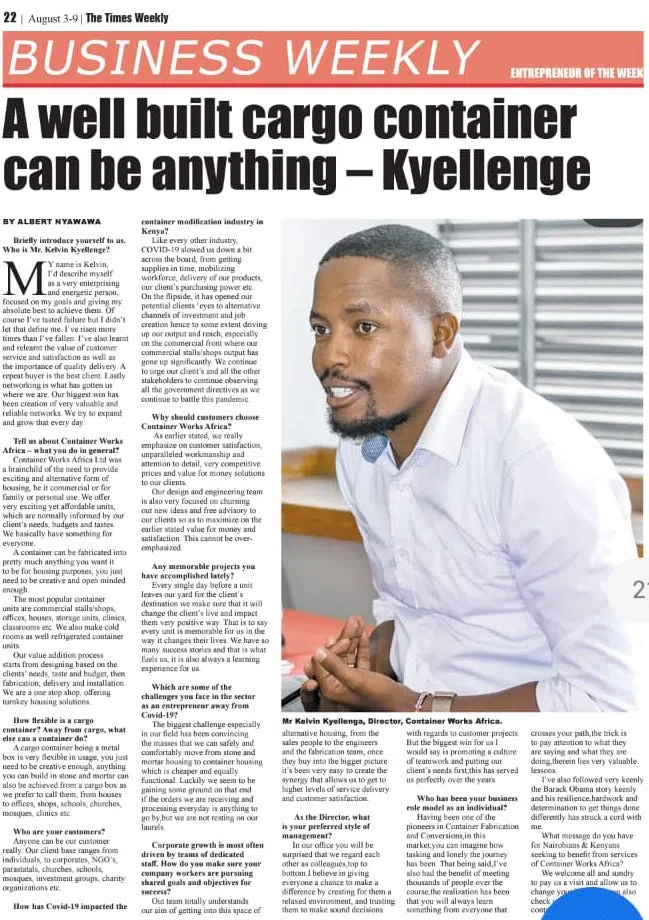 22 | August 3-9 | The Times Weekly
BUSINESS WEEKLY
ENTREPRENEUR OF THE WEEK
A well built cargo container
can be anything – Kyellenge
BY ALBERT NYAWAWA
Briefly introduce yourself to us.
Who is Mr. Kelvin Kyellenge?
MY name is Kelvin,
I'd describe myself
as a very enterprising
and energetic person,
focused on my goals and giving my
absolute best to achieve them. Of
course I've tasted failure but I didn't
let that define me. I've risen more
times than I've fallen. I've also learnt
and relearnt the value of customer
service and satisfaction as well as
the importance of quality delivery. A
repeat buyer is the best client. Lastly
networking is what has gotten us
where we are. Our biggest win has
been creation of very valuable and
reliable networks. We try to expand
and grow that every day.
Tell us about Container Works
Africa – what you do in general?
Container Works Africa Ltd was
a brainchild of the need to provide
exciting and alternative form of
housing, be it commercial or for
family or personal use. We offer
very exciting yet affordable units,
which are normally informed by our
client's needs, budgets and tastes.
We basically have something for
everyone.
A container can be fabricated into
pretty much anything you want it
to be for housing purposes, you just
need to be creative and open minded
enough.
The most popular container
units are commercial stalls/shops,
offices, houses, storage units, clinics,
classrooms etc. We also make cold
rooms as well refrigerated container
units.
Our value addition process
starts from designing based on the
clients' needs, taste and budget, then
fabrication, delivery and installation.
We are a one stop shop, offering
turnkey housing solutions.
How flexible is a cargo
container? Away from cargo, what
else can a container do?
A cargo container being a metal
box is very flexible in usage, you just
need to be creative enough, anything
you can build in stone and mortar can
also be achieved from a cargo box as
we prefer to call them, from houses
to offices, shops, schools, churches,
mosques, clinics etc
Who are your customers?
Anyone can be our customer
really. Our client base ranges from
individuals, to corporates, NGO's,
parastatals, churches, schools,
mosques, investment groups, charity
organizations etc.
How has Covid-19 impacted the
container modification industry in
Kenya?
Like every other industry,
COVID-19 slowed us down a bit
across the board, from getting
supplies in time, mobilizing
workforce, delivery of our products,
our client's purchasing power etc.
On the flipside, it has opened our
potential clients 'eyes to alternative
channels of investment and job
creation hence to some extent driving
up our output and reach, especially
on the commercial front where our
commercial stalls/shops output has
gone up significantly. We continue
to urge our client's and all the other
stakeholders to continue observing
all the government directives as we
continue to battle this pandemic.
Why should customers choose
Container Works Africa?
As earlier stated, we really
emphasize on customer satisfaction,
unparalleled workmanship and
attention to detail, very competitive
prices and value for money solutions
to our clients.
Our design and engineering team
is also very focused on churning
out new ideas and free advisory to
our clients so as to maximize on the
earlier stated value for money and
satisfaction. This cannot be over-
emphasized.
Any memorable projects you
have accomplished lately?
Every single day before a unit
leaves our yard for the client's
destination we make sure that it will
change the client's live and impact
them very positive way. That is to say
every unit is memorable for us in the
way it changes their lives. We have so
many success stories and that is what
fuels us, it is also always a learning
experience for us.
Which are some of the
challenges you face in the sector
as an entrepreneur away from
Covid-19?
The biggest challenge especially
in our field has been convincing
the masses that we can safely and
comfortably move from stone and
mortar housing to container housing
which is cheaper and equally
functional. Luckily we seem to be
gaining some ground on that end
if the orders we are receiving and
processing everyday is anything to
go by,but we are not resting on our
laurels.
Corporate growth is most often
driven by teams of dedicated
staff. How do you make sure your
company workers are pursuing
shared goals and objectives for
success?
Out team totally understands
our aim of getting into this space of
Mr Kelvin Kyellenga, Director, Container Works Africa.
alternative housing, from the
sales people to the engineers
and the fabrication team, once
they buy into the bigger picture
it's been very easy to create the
synergy that allows us to get to
higher levels of service delivery
and customer satisfaction.
As the Director, what
is your preferred style of
management?
In our office you will be
surprised that we regard each
other as colleagues,top to
bottom.I believe in giving
everyone a chance to make a
difference by creating for them a
relaxed environment, and trusting
them to make sound decisions
with regards to customer projects.
But the biggest win for us I
would say is promoting a culture
of teamwork and putting our
client's needs first,this has served
us perfectly over the years
Who has been your business
role model as an individual?
Having been one of the
pioneers in Container Fabrication
and Conversions,in this
market,you can imagine how
tasking and lonely the journey
has been. That being said,I've
also had the benefit of meeting
thousands of people over the
course,the realization has been
that you will always learn
something from everyone that
crosses your path,the trick is
to pay attention to what they
are saying and what they are
doing,therein lies very valuable
lessons.
I've also followed very keenly
the Barack Obama story keenly
and his resilience,hardwork and
determination to get things done
differently has struck a cord with
me.
What message do you have
for Nairobians & Kenyans
seeking to benefit from services
of Container Works Africa?
We welcome all and sundry
to pay us a visit and allow us to
change your also
check